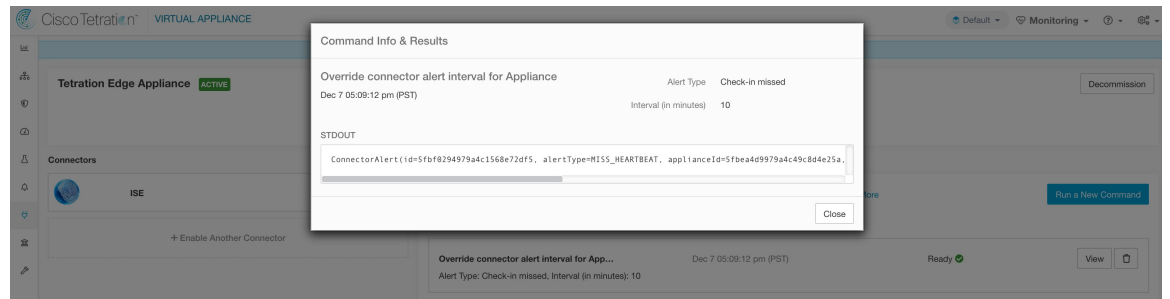 Cisco Tetration VIRTUAL APPLIANCE
Default Monitoring
Command Info & Results
Override connector alert interval for Appliance
Dec 7 05:09:12 pm (PST)
Alert Type Check-in missed
Interval (in minutes) 10
Tetration Edge Appliance ACTIVE
Decommission
STDOUT
ConnectorAlert(id=5fbf0294979a4c1568e72df5, alertType=MISS_HEARTBEAT, applianceId=5fbea4d9979a4c49c8d4e25a,
Connectors
ISE
More
Run a New Command
Close
+ Enable Another Connector
Override connector alert interval for App... Dec 7 05:09:12 pm (PST) Ready View
Alert Type: Check-in missed, Interval (in minutes): 10